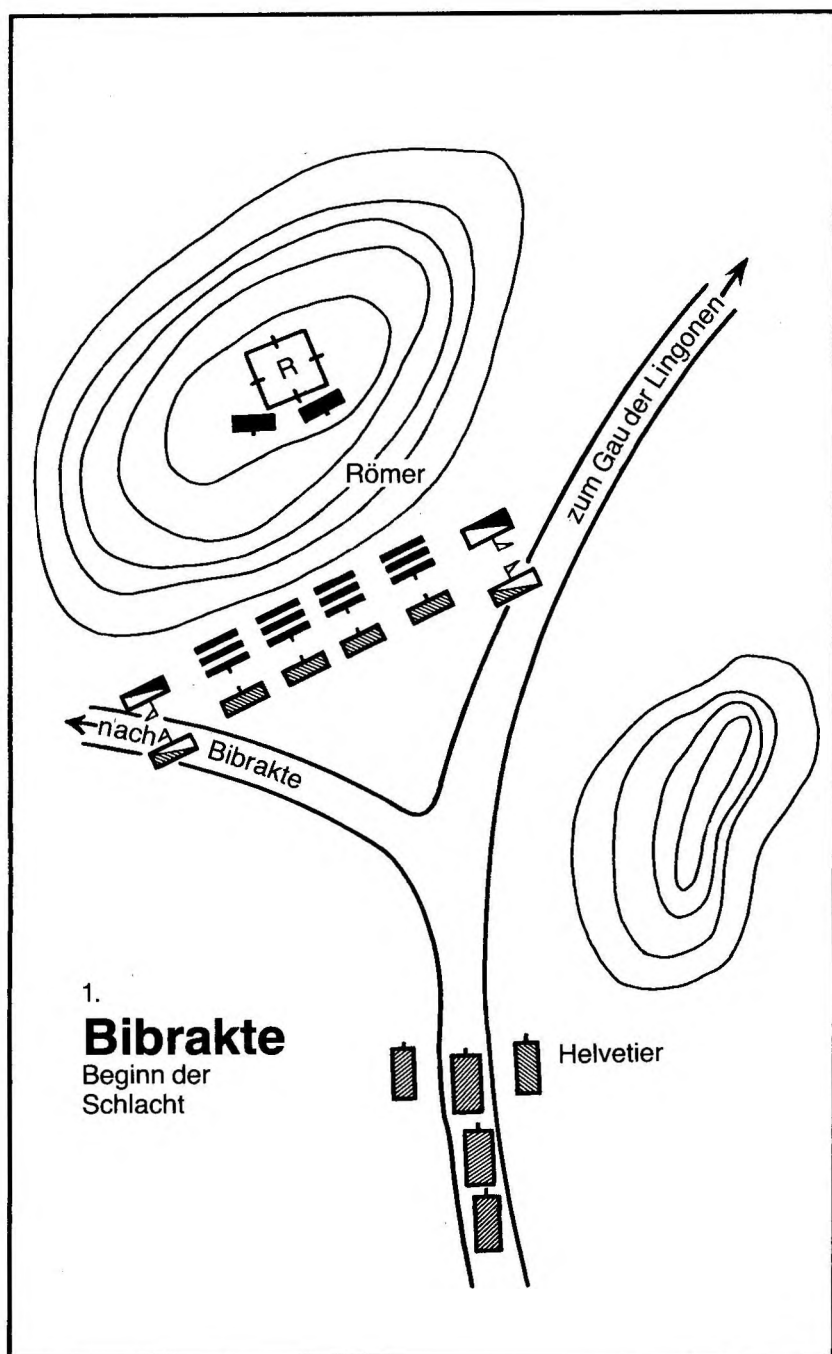 R
Römer
zum Gau der Lingonen
nach Bibrakte
1.
Bibrakte
Beginn der
Schlacht
Helvetier